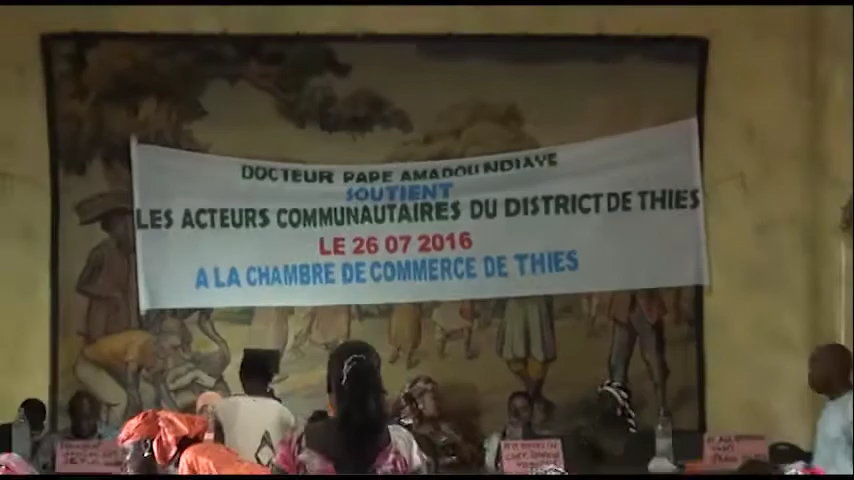 DOCTEUR PAPE AMADOU NDIAYE
SOUTIENT
LES ACTEURS COMMUNAUTAIRES DU DISTRICT DE THIES
LE 26 07 2016
A LA CHAMBRE DE COMMERCE DE THIES